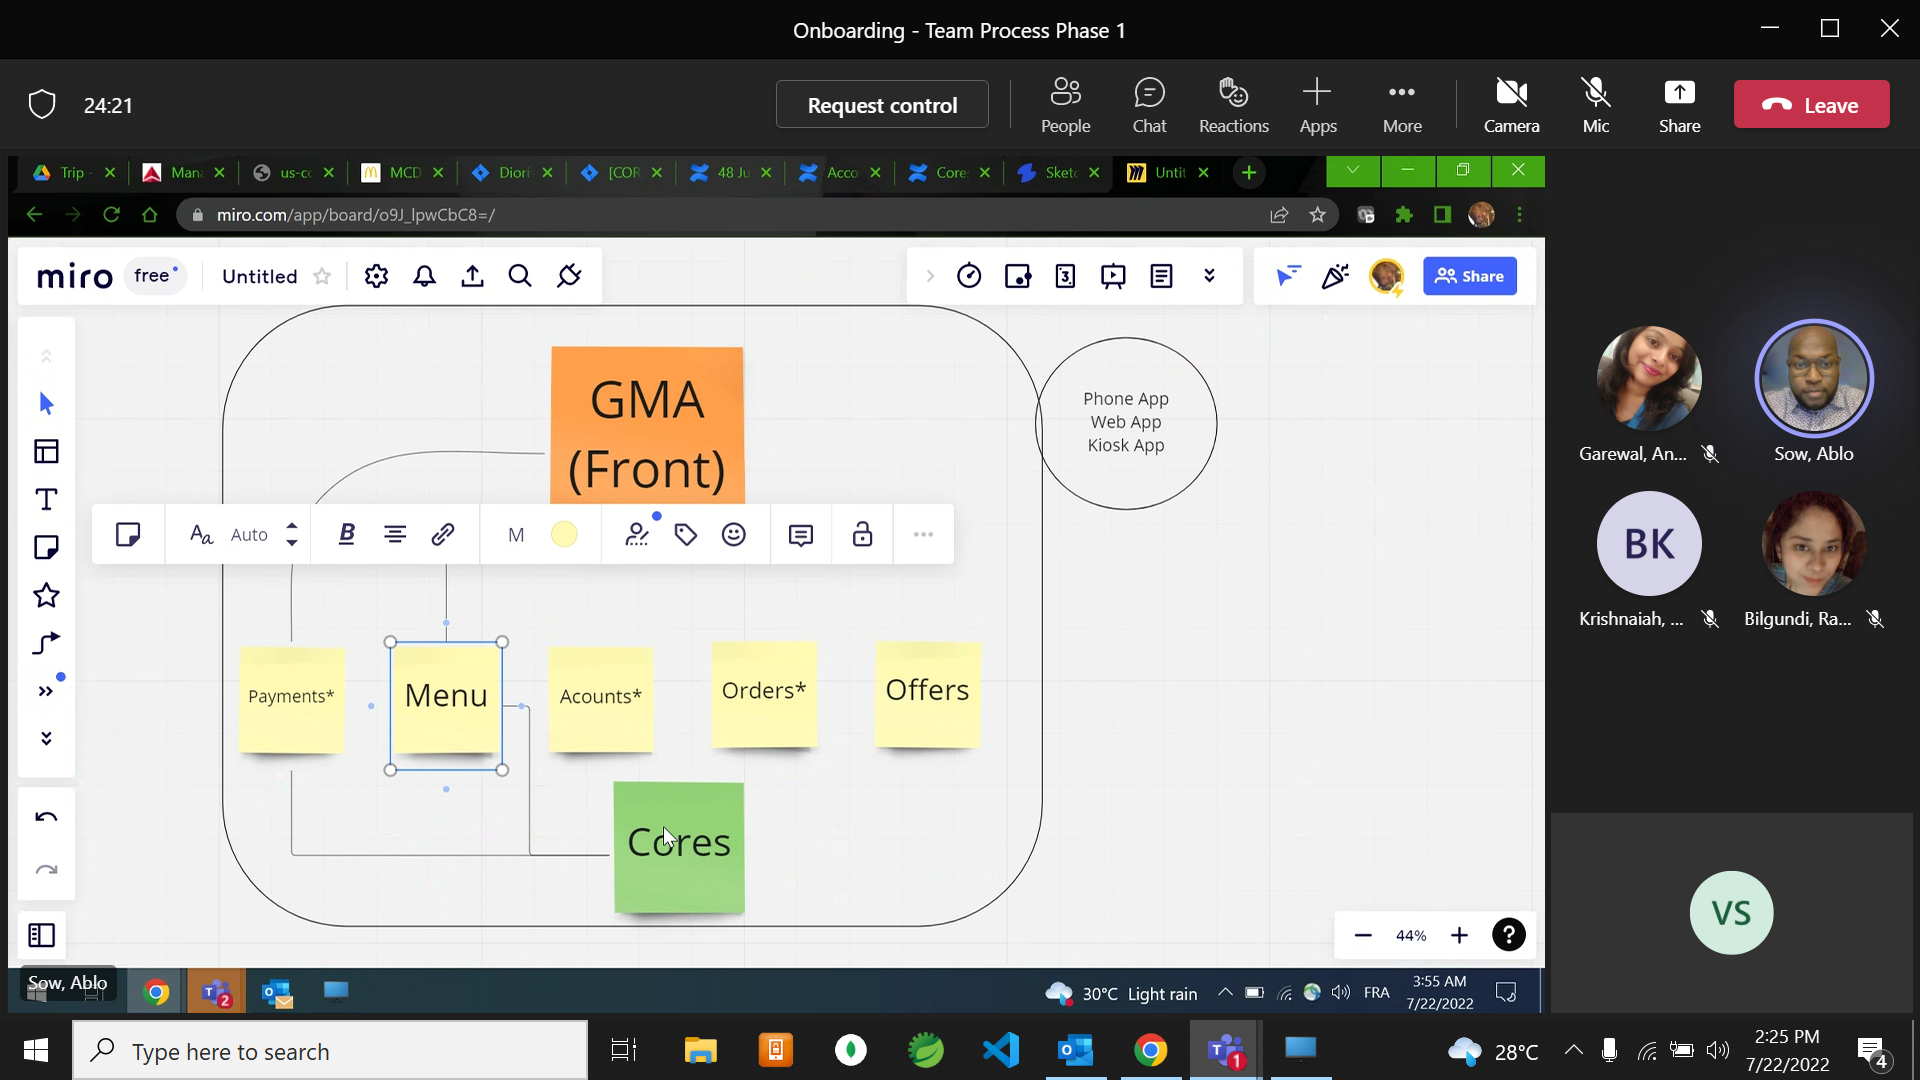 Onboarding - Team Process Phase 1
24:21
Request control
People
Chat
Reactions
Apps
More
Camera
Mic
Share
Leave
Trip -
Mana
us-cc
MCD
Diori
[COR
48 Ju
Acco
Core
Sketc
Untit
miro.com/app/board/o9J_lpwCbC8=/
miro
free
Untitled
3
Share
GMA
(Front)
Phone App
Web App
Kiosk App
Auto
B
M
Payments*
Menu
Acounts*
Orders*
Offers
Cores
44%
?
Garewal, An...
Sow, Ablo
BK
Krishnaiah, ...
Bilgundi, Ra...
VS
Sow, Ablo
2
30°C Light rain
FRA
3:55 AM
7/22/2022
Type here to search
1
28°C
2:25 PM
7/22/2022
4